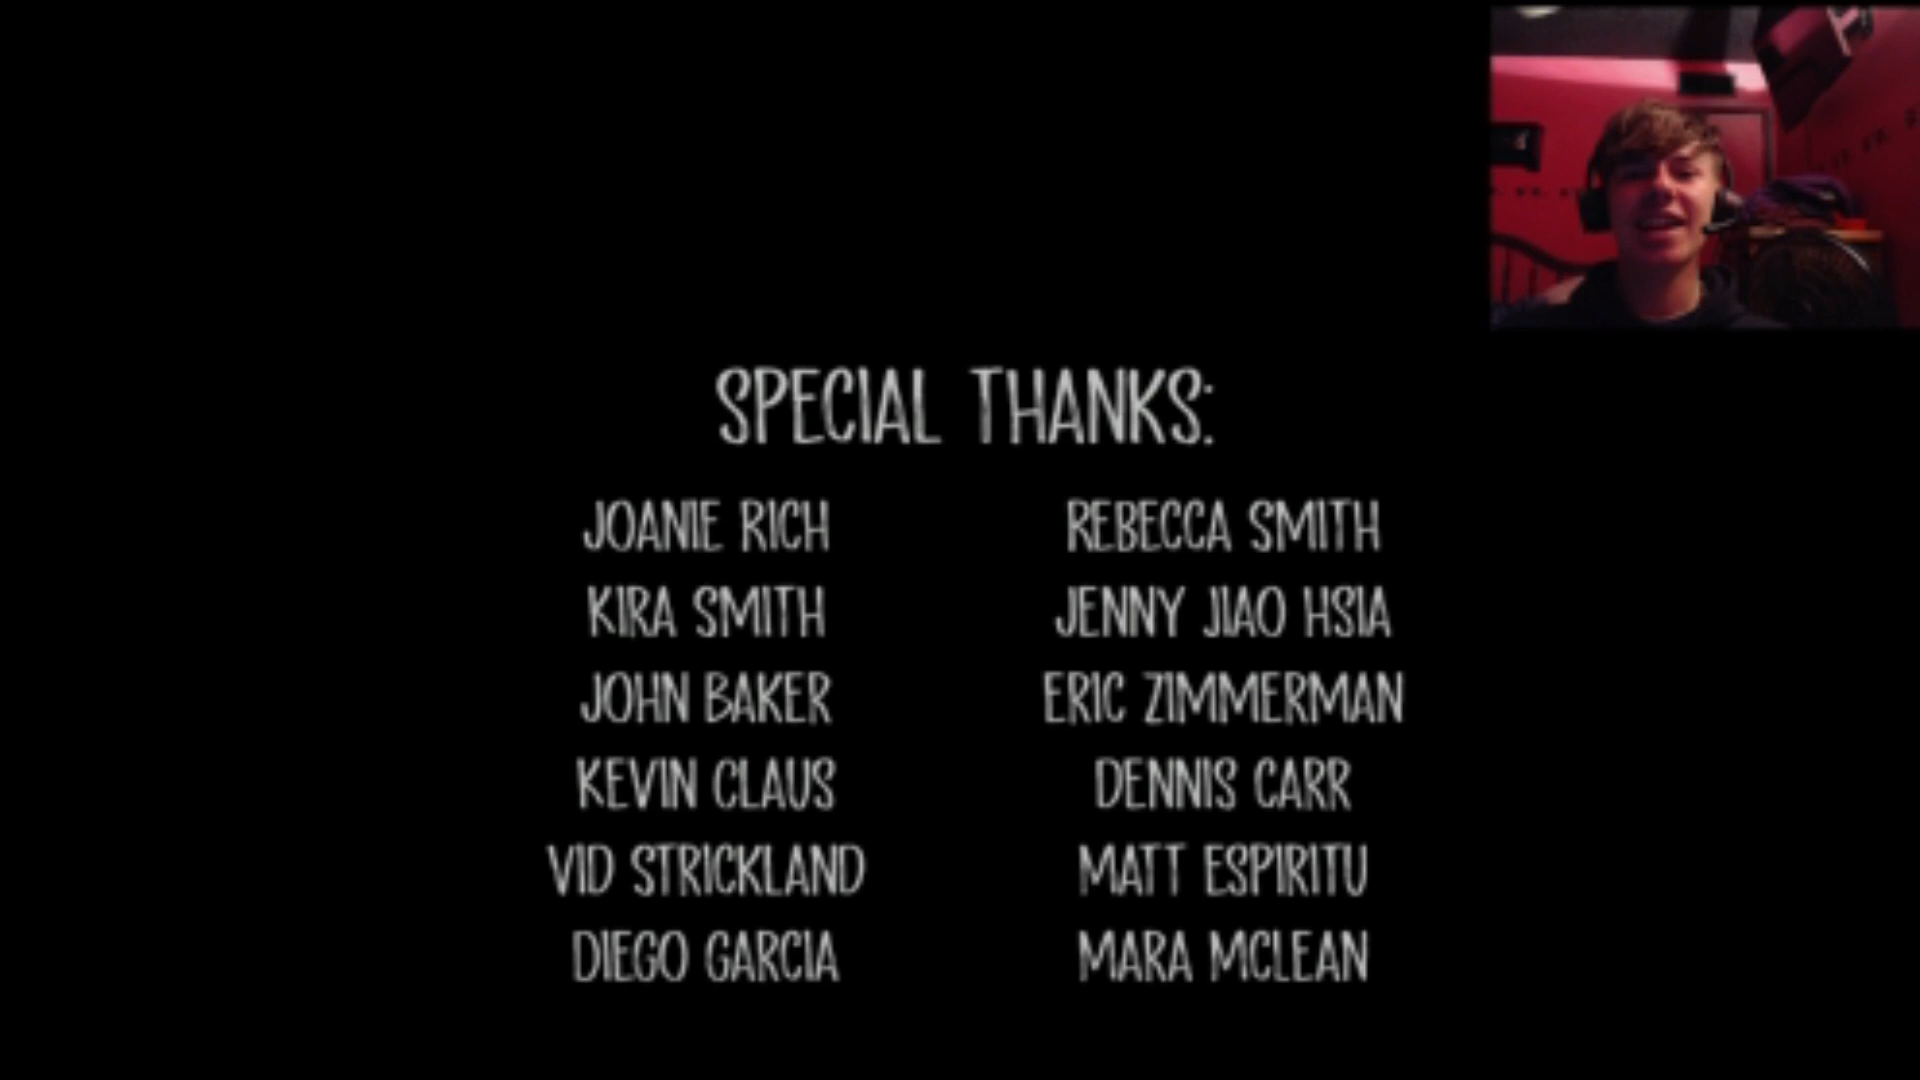 SPECIAL THANKS:
JOANIE RICH
KIRA SMITH
JOHN BAKER
KEVIN CLAUS
VID STRICKLAND
DIEGO GARCIA
REBECCA SMITH
JENNY JIAO HSIA
ERIC ZIMMERMAN
DENNIS CARR
MATT ESPIRITU
MARA MCLEAN